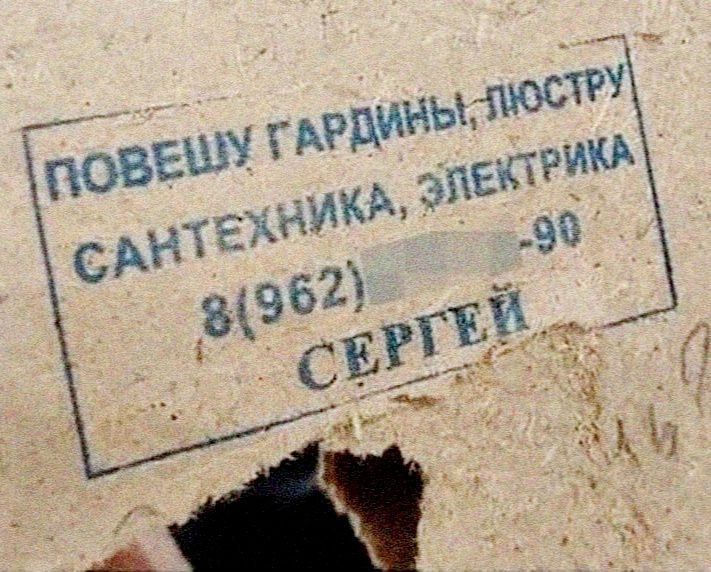 ПОВЕШУ ГАРДИНЫ, ЛЮСТРУ
САНТЕХНИКА, ЭЛЕКТРИКА
8(962) -90
СЕРГЕЙ